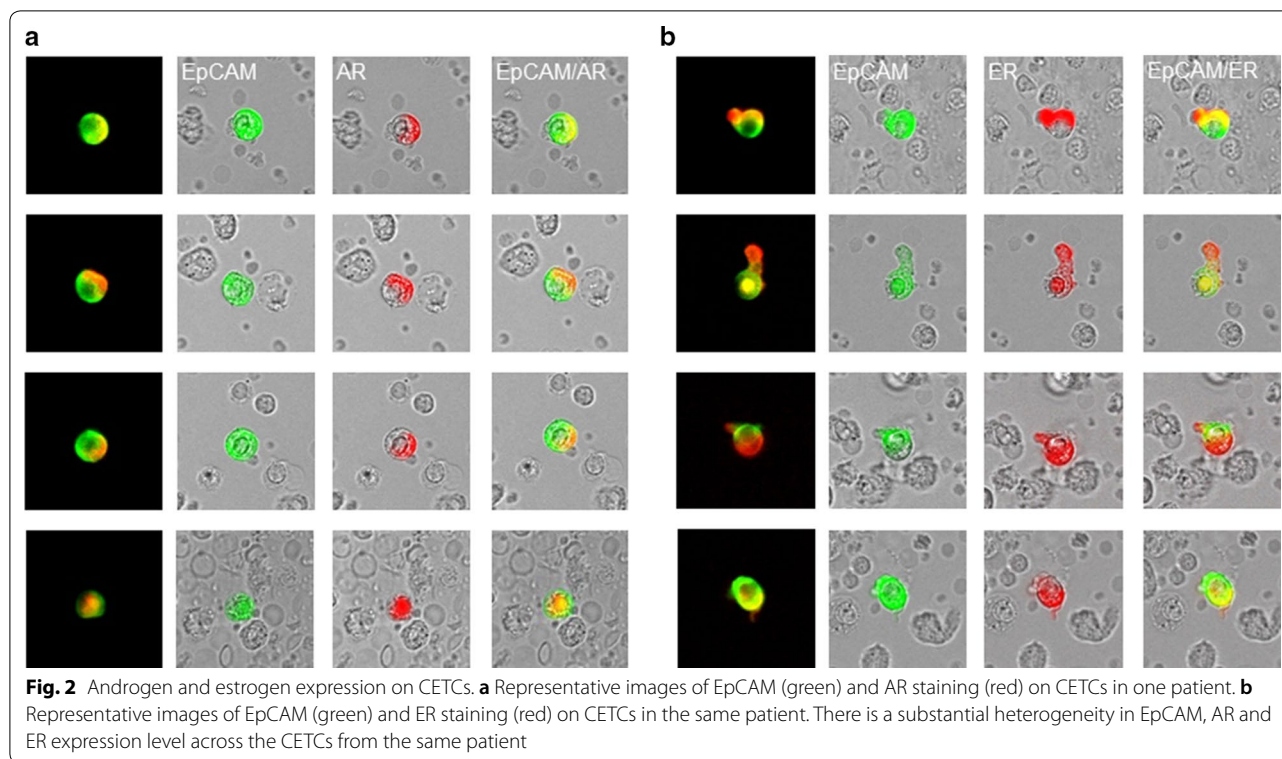 a
b
EpCAM
AR
EpCAM/AR
EpCAM
ER
EpCAM/ER
Fig. 2 Androgen and estrogen expression on CETCs. a Representative images of EpCAM (green) and AR staining (red) on CETCs in one patient. b
Representative images of EpCAM (green) and ER staining (red) on CETCs in the same patient. There is a substantial heterogeneity in EpCAM, AR and
ER expression level across the CETCs from the same patient